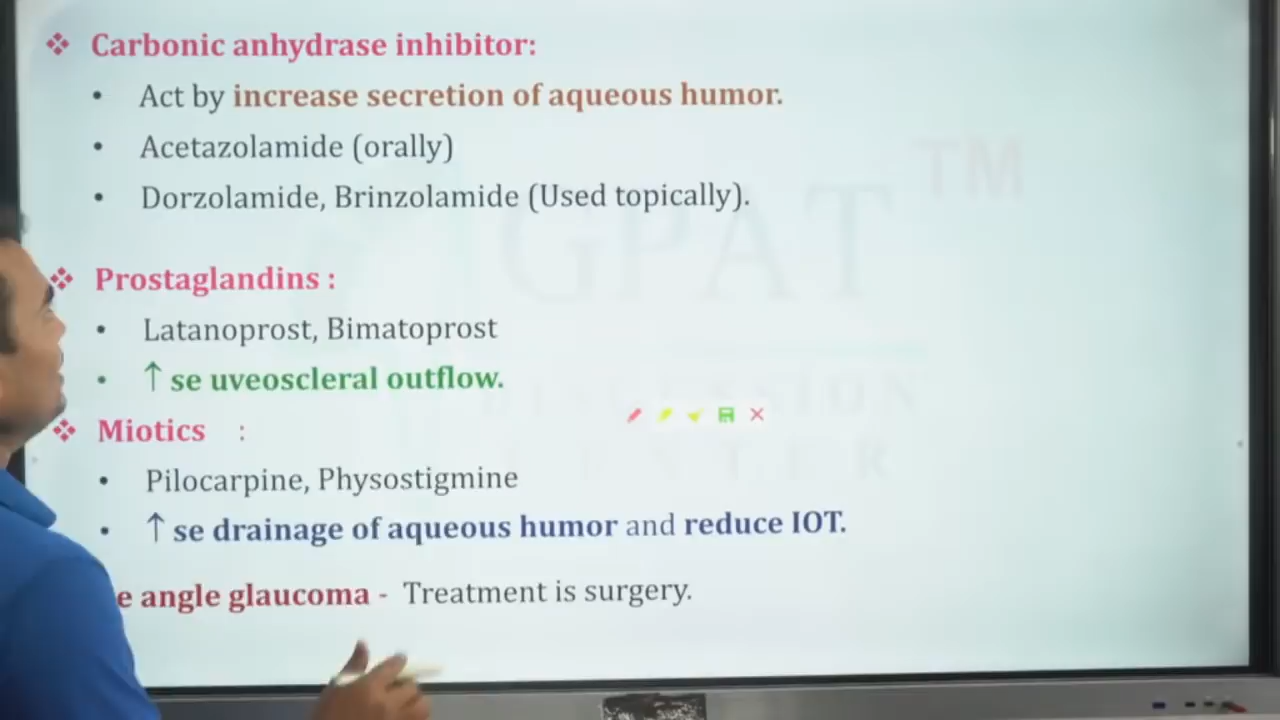 Carbonic anhydrase inhibitor:
Act by increase secretion of aqueous humor.
Acetazolamide (orally)
Dorzolamide, Brinzolamide (Used topically).
TM
GPAT
Prostaglandins :
Latanoprost, Bimatoprost
↑ se uveoscleral outflow.
Miotics :
Pilocarpine, Physostigmine
↑ se drainage of aqueous humor and reduce IOT.
e angle glaucoma - Treatment is surgery.